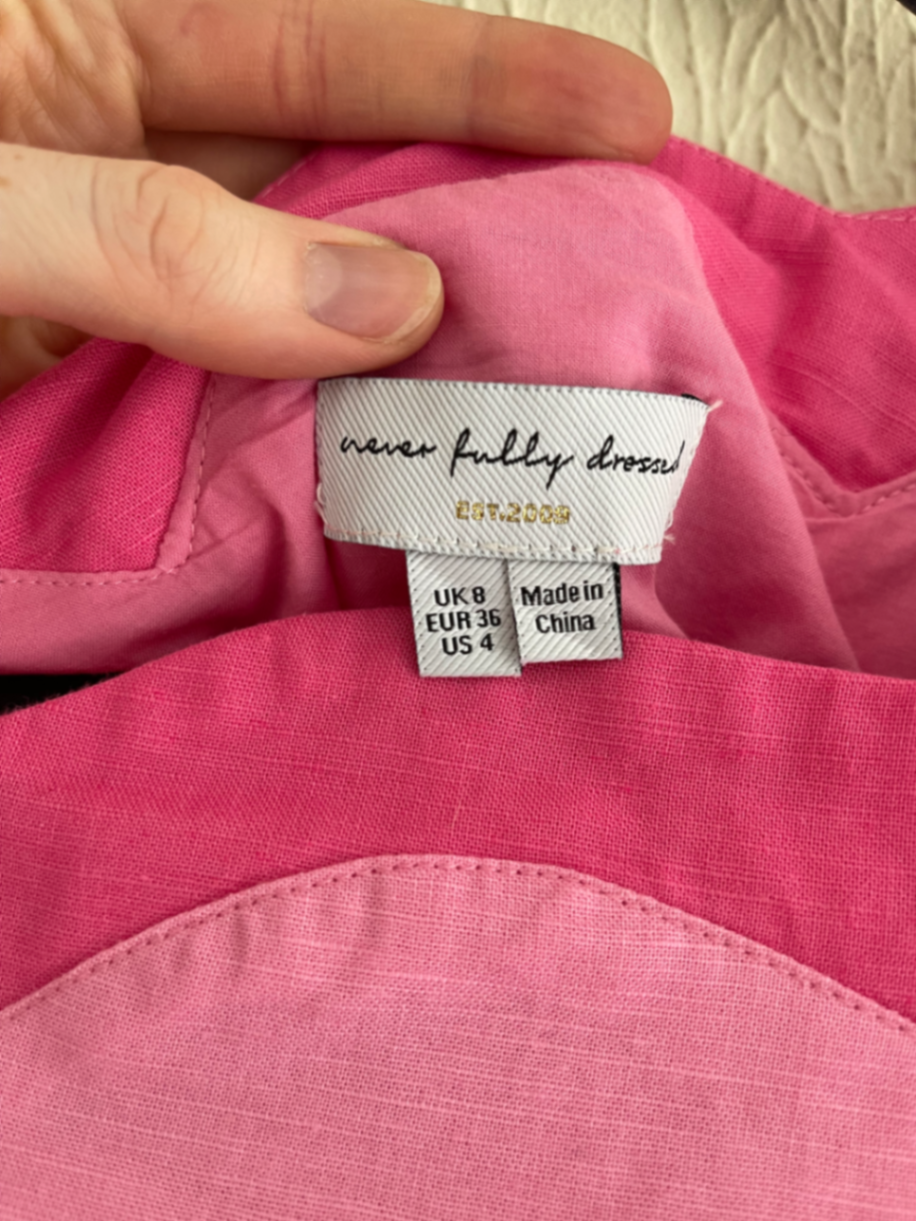 never fully dressed
EST.2009
UK 8
EUR 36
US 4
Made in
China